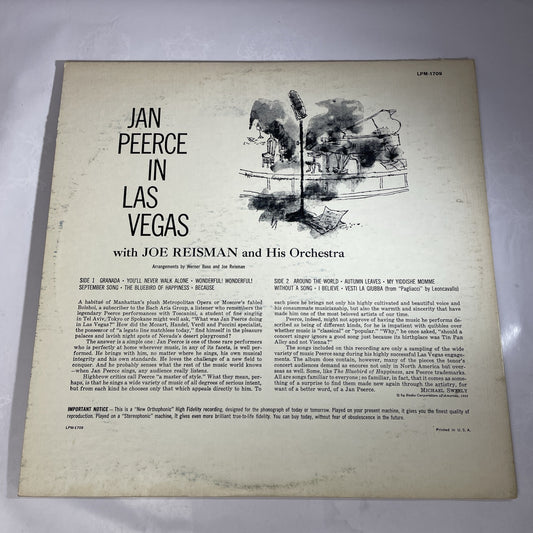 LPM-1709
JAN
PEERCE
IN
LAS
VEGAS
with JOE REISMAN and His Orchestra
Arrangements by Werner Bass and Joe Reisman
SIDE 1 GRANADA • YOU'LL NEVER WALK ALONE • WONDERFUL! WONDERFUL!
SEPTEMBER SONG • THE BLUEBIRD OF HAPPINESS • BECAUSE
SIDE 2 AROUND THE WORLD • AUTUMN LEAVES • MY YIDDISHE MOMME
WITHOUT A SONG • I BELIEVE • VESTI LA GIUBBA (from "Pagliacci" by Leoncavallo)
A habitué of Manhattan's plush Metropolitan Opera or Moscow's fabled
Bolshoi, a subscriber to the Bach Aria Group, a listener who remembers the
legendary Peerce performances with Toscanini, a student of fine singing
in Tel Aviv, Tokyo or Spokane might well ask, "What was Jan Peerce doing
in Las Vegas?" How did the Mozart, Handel, Verdi and Puccini specialist,
the possessor of "a legato line matchless today," find himself in the pleasure
palaces and lavish night spots of Nevada's desert playground?
The answer is a simple one: Jan Peerce is one of those rare performers
who is perfectly at home wherever music, in any of its facets, is well per-
formed. He brings with him, no matter where he sings, his own musical
integrity and his own standards. He loves the challenge of a new field to
conquer. And he probably senses what the rest of the music world knows
—when Jan Peerce sings, any audience really listens.
Highbrow critics call Peerce "a master of style." They mean, per-
haps, is that he sings a wide variety of music of all degrees of serious intent,
but from each kind he chooses only that which appeals directly to him. To
each piece he brings not only his highly cultivated and beautiful voice and
his consummate musicianship, but also the warmth and sincerity that have
made him one of the most beloved artists of our time.
Peerce, indeed, might not approve of having the music he performs de-
scribed as being of different kinds, for he is impatient with quibbles over
whether music is "classical" or "popular." "Why," he once asked, "should a
concert singer ignore a good song just because its birthplace was Tin Pan
Alley and not Vienna?"
The songs included on this recording are only a sampling of the wide
variety of music Peerce sang during his highly successful Las Vegas engage-
ments. The album does contain, however, many of the pieces the tenor's
concert audiences demand as encores not only in North America but over-
seas as well. Some, like The Bluebird of Happiness, are Peerce trademarks.
All are songs familiar to everyone; so familiar, in fact, that it comes as some-
thing of a surprise to find them made new again through the artistry, for
want of a better word, of a Jan Peerce.
MICHAEL SWEELY
© by Radio Corporation of America, 1958
IMPORTANT NOTICE – This is a "New Orthophonic" High Fidelity recording, designed for the phonograph of today or tomorrow. Played on your present machine, it gives you the finest quality of
reproduction. Played on a "Stereophonic" machine, it gives even more brilliant true-to-life fidelity. You can buy today, without fear of obsolescence in the future.
LPM-1709
Printed in U. S. A.